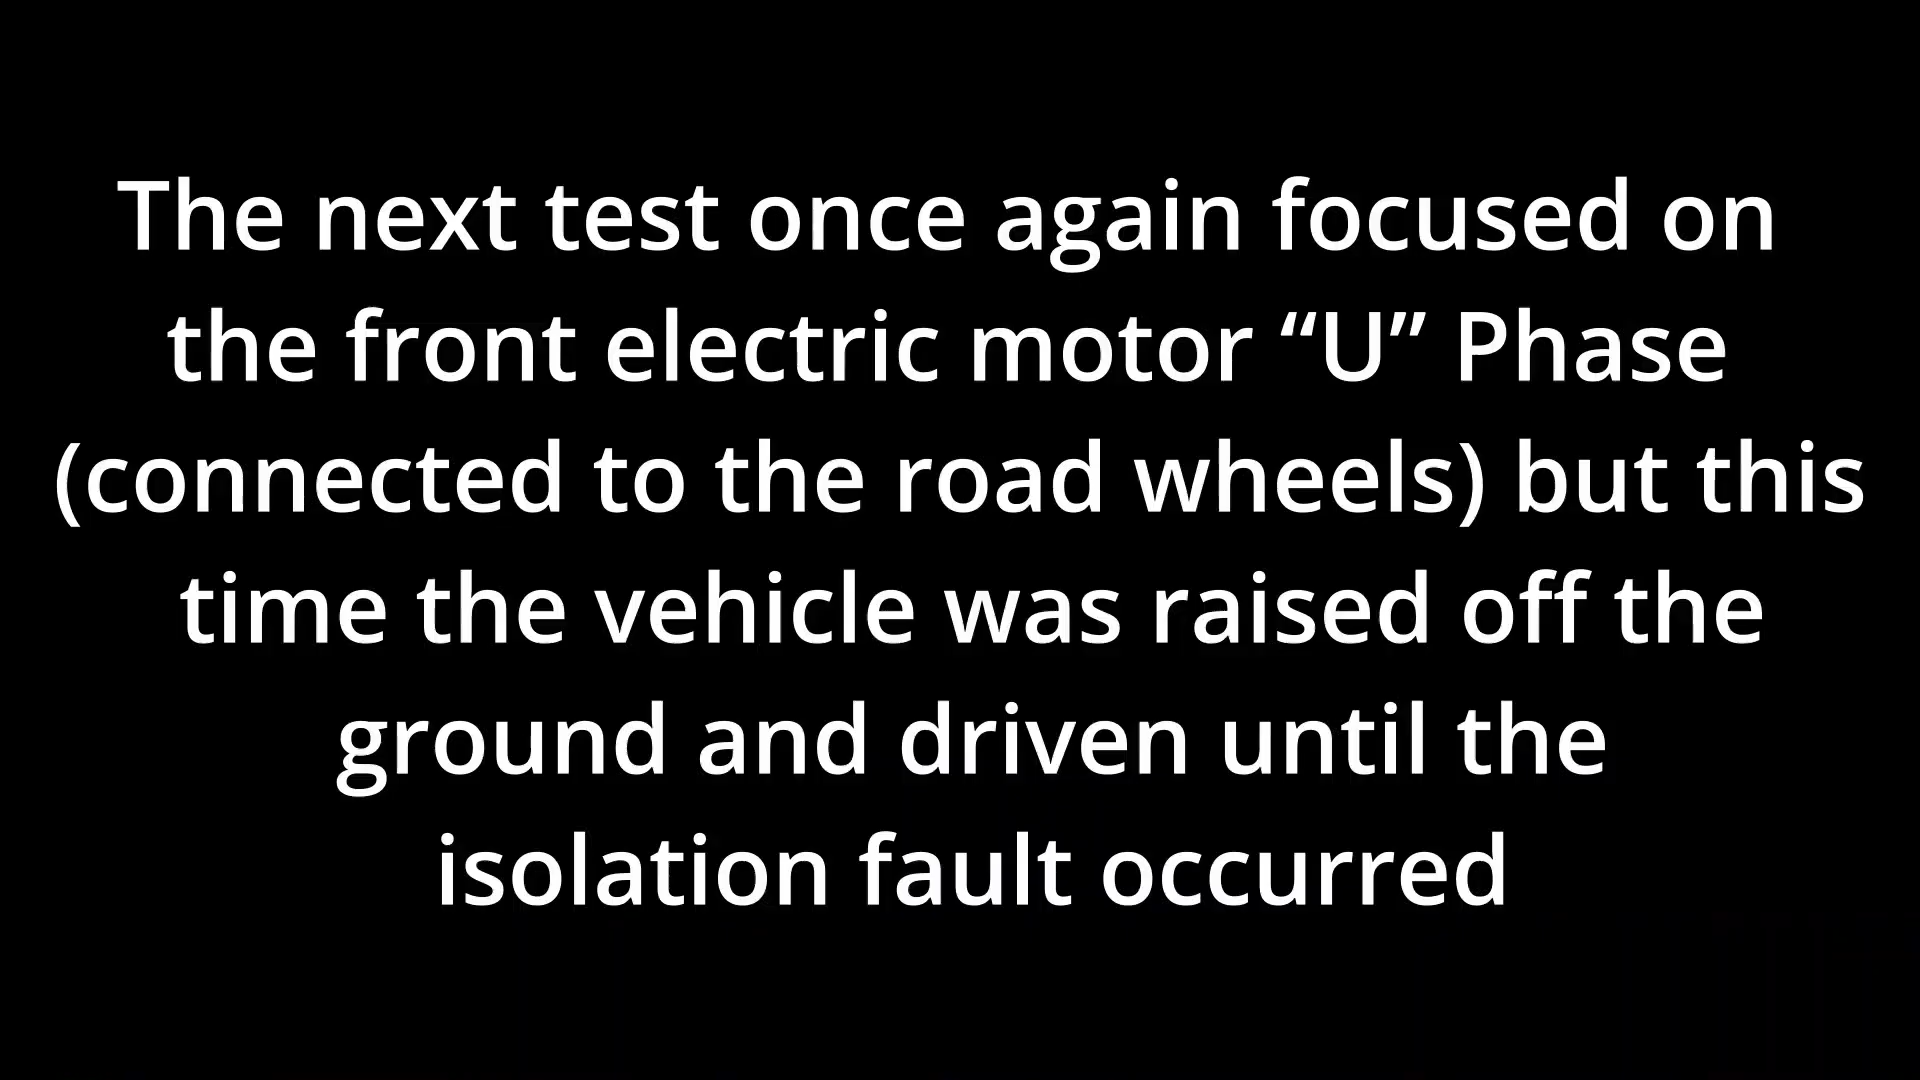 The next test once again focused on
the front electric motor “U” Phase
(connected to the road wheels) but this
time the vehicle was raised off the
ground and driven until the
isolation fault occurred